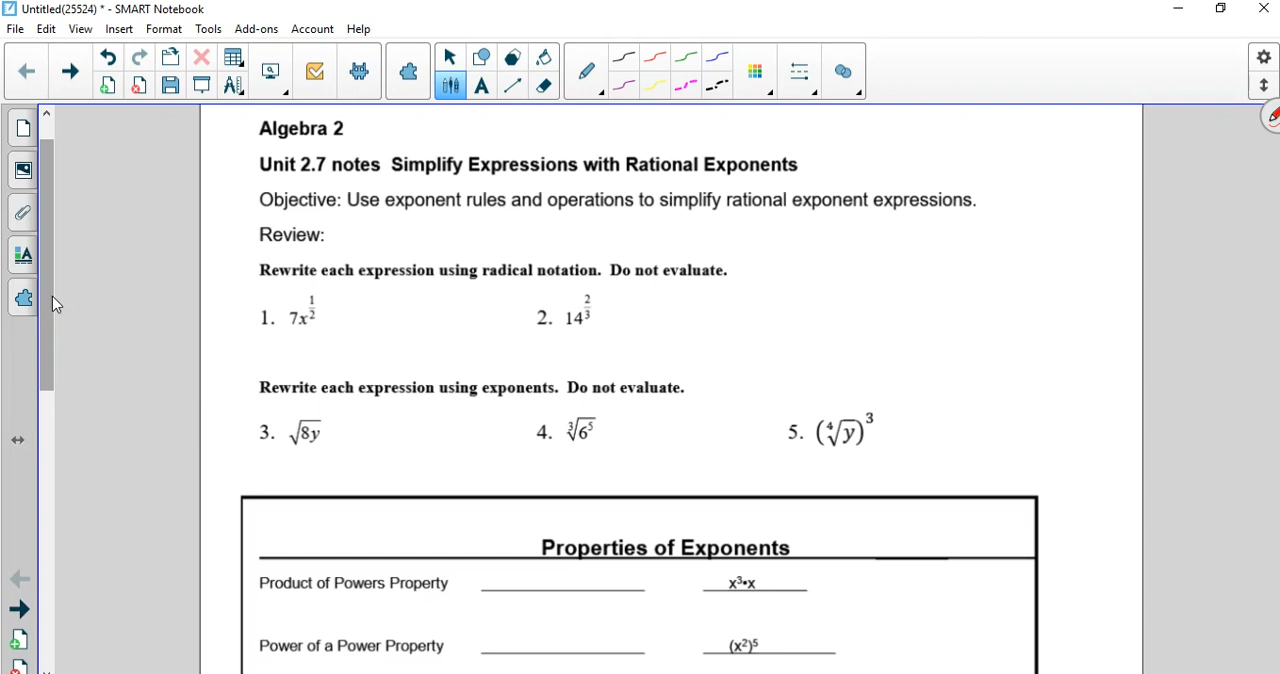 Untitled(25524) * - SMART Notebook
File Edit View Insert Format Tools Add-ons Account Help
Algebra 2
Unit 2.7 notes Simplify Expressions with Rational Exponents
Objective: Use exponent rules and operations to simplify rational exponent expressions.
Review:
Rewrite each expression using radical notation. Do not evaluate.
1. 7x^(1/2) 2. 14^(2/3)
Rewrite each expression using exponents. Do not evaluate.
3. √(8y) 4. ∛(6⁵) 5. (∜y)³
Properties of Exponents
Product of Powers Property x³•x
Power of a Power Property (x²)⁵